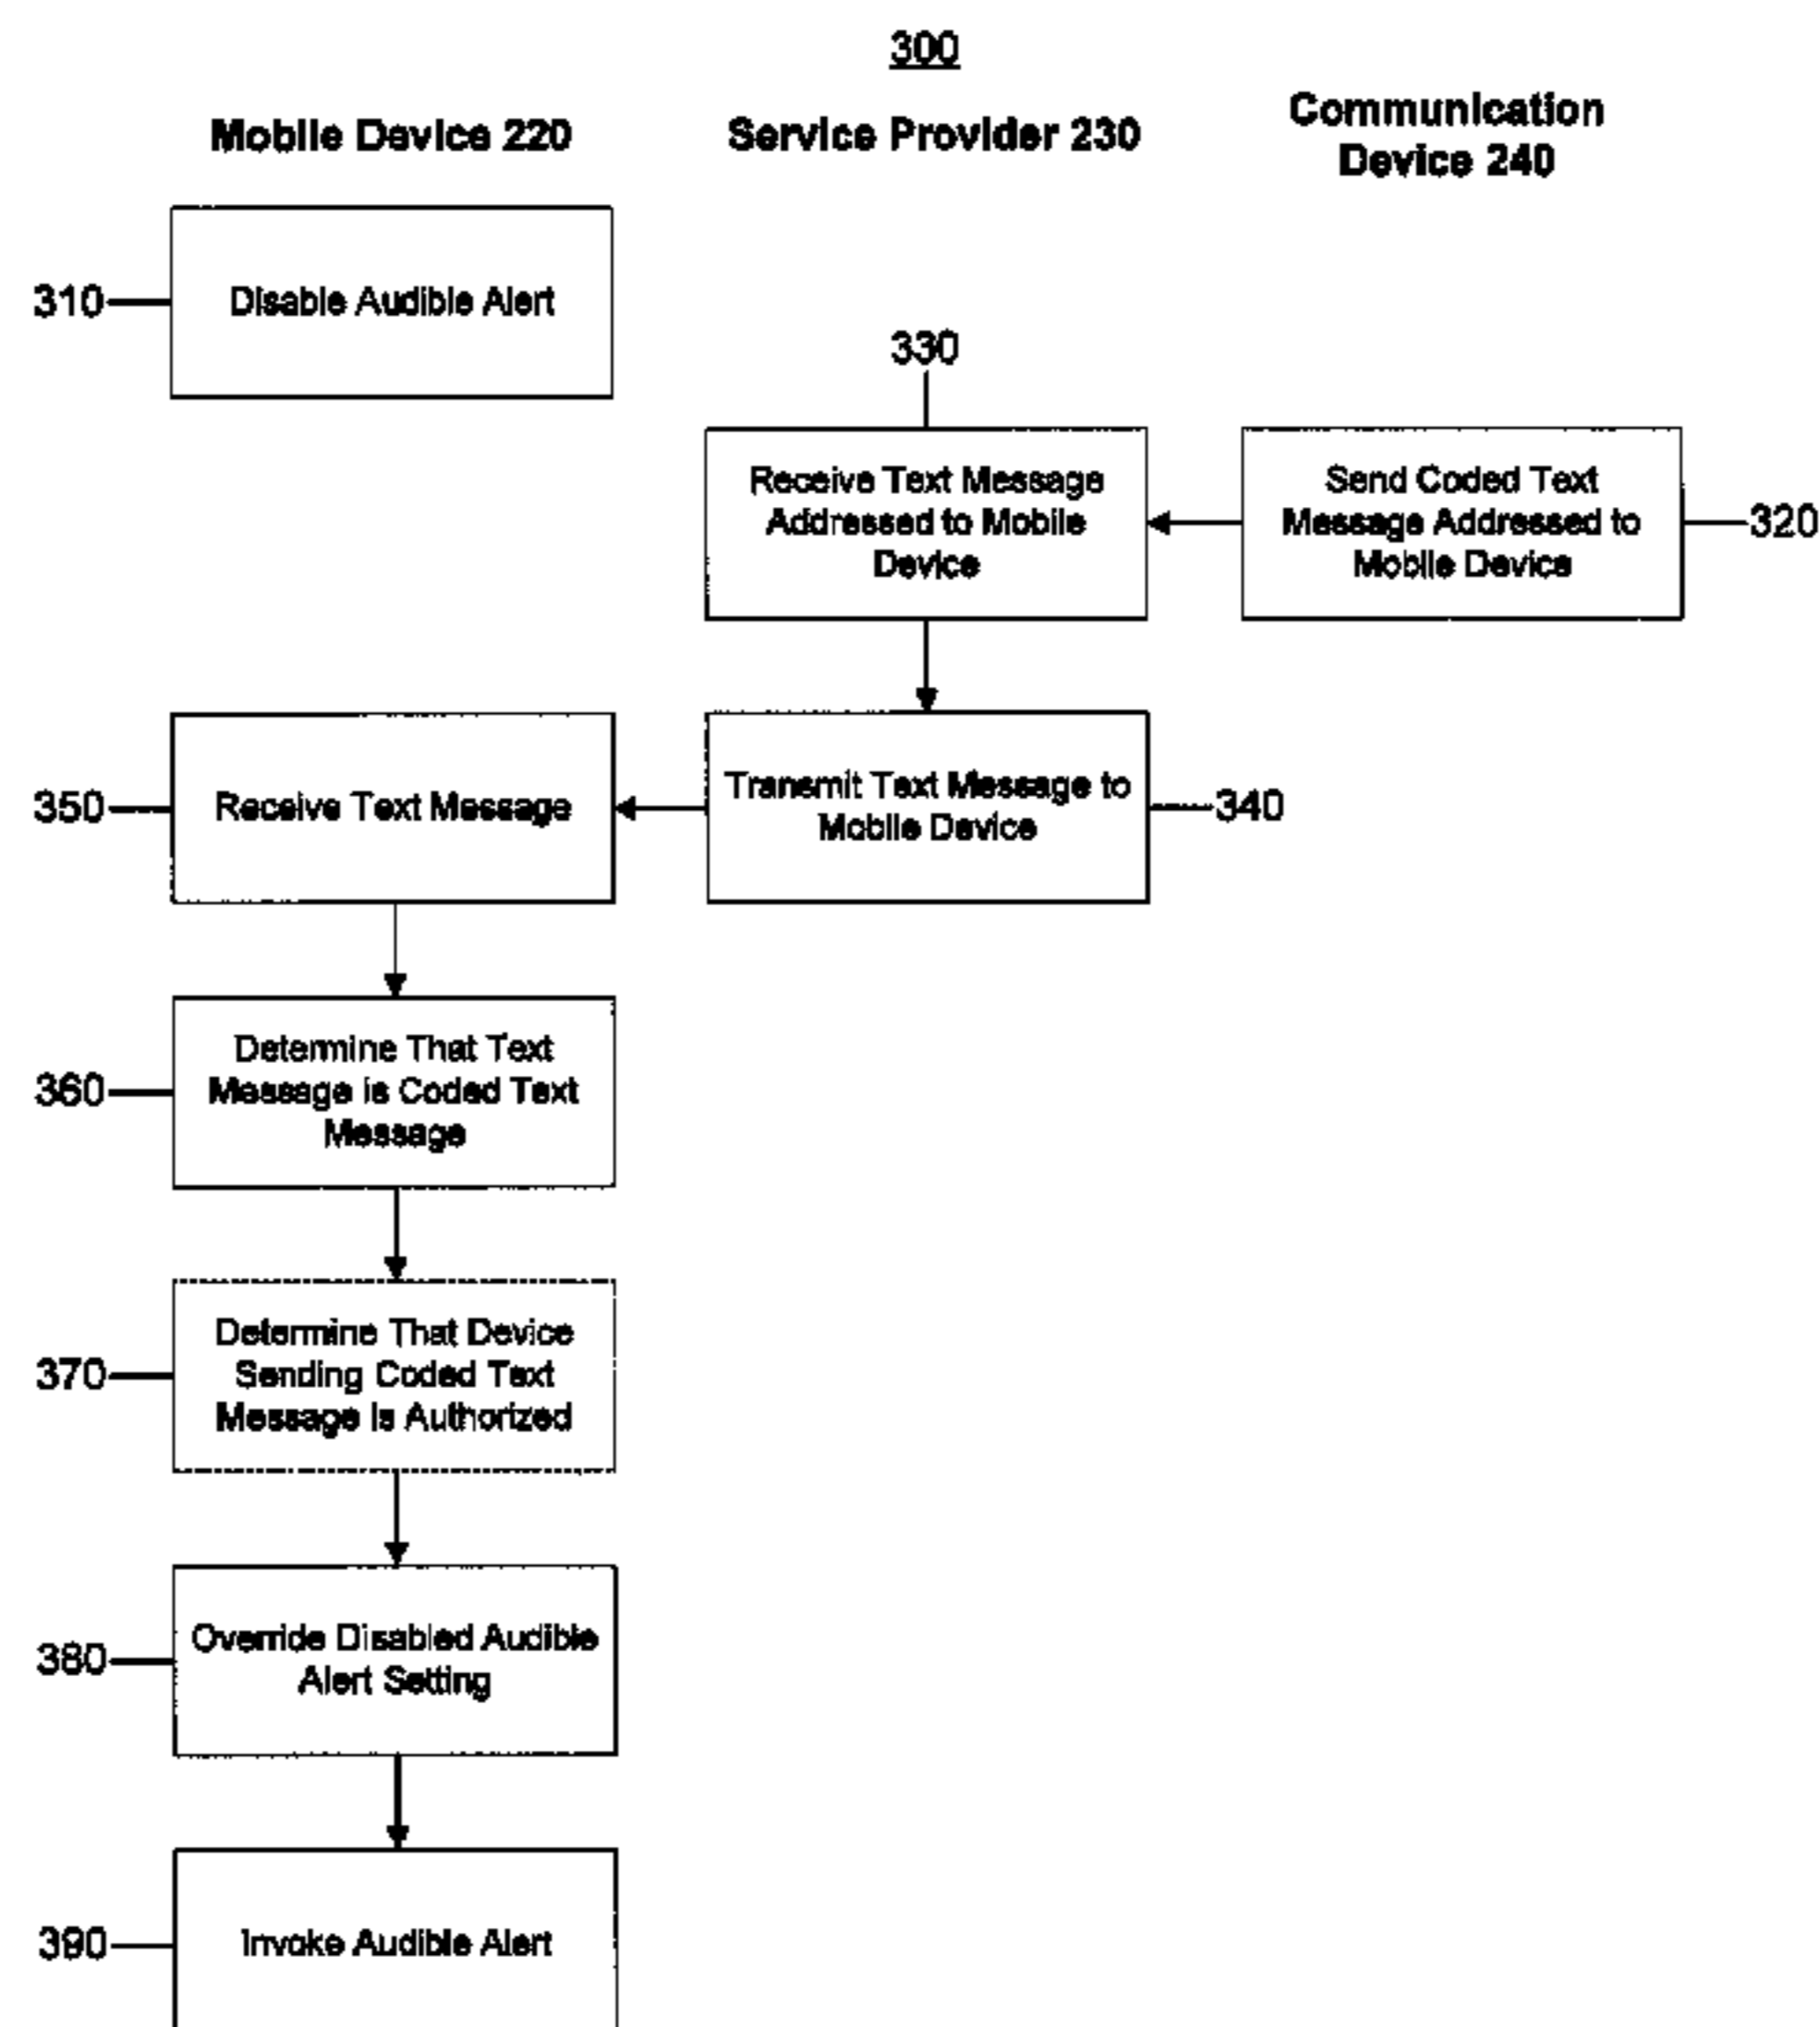 300
Mobile Device 220
Service Provider 230
Communication
Device 240
310
Disable Audible Alert
330
Receive Text Message
Addressed to Mobile
Device
Send Coded Text
Message Addressed to
Mobile Device
320
350
Receive Text Message
Transmit Text Message to
Mobile Device
340
360
Determine That Text
Message is Coded Text
Message
370
Determine That Device
Sending Coded Text
Message is Authorized
380
Override Disabled Audible
Alert Setting
390
Invoke Audible Alert